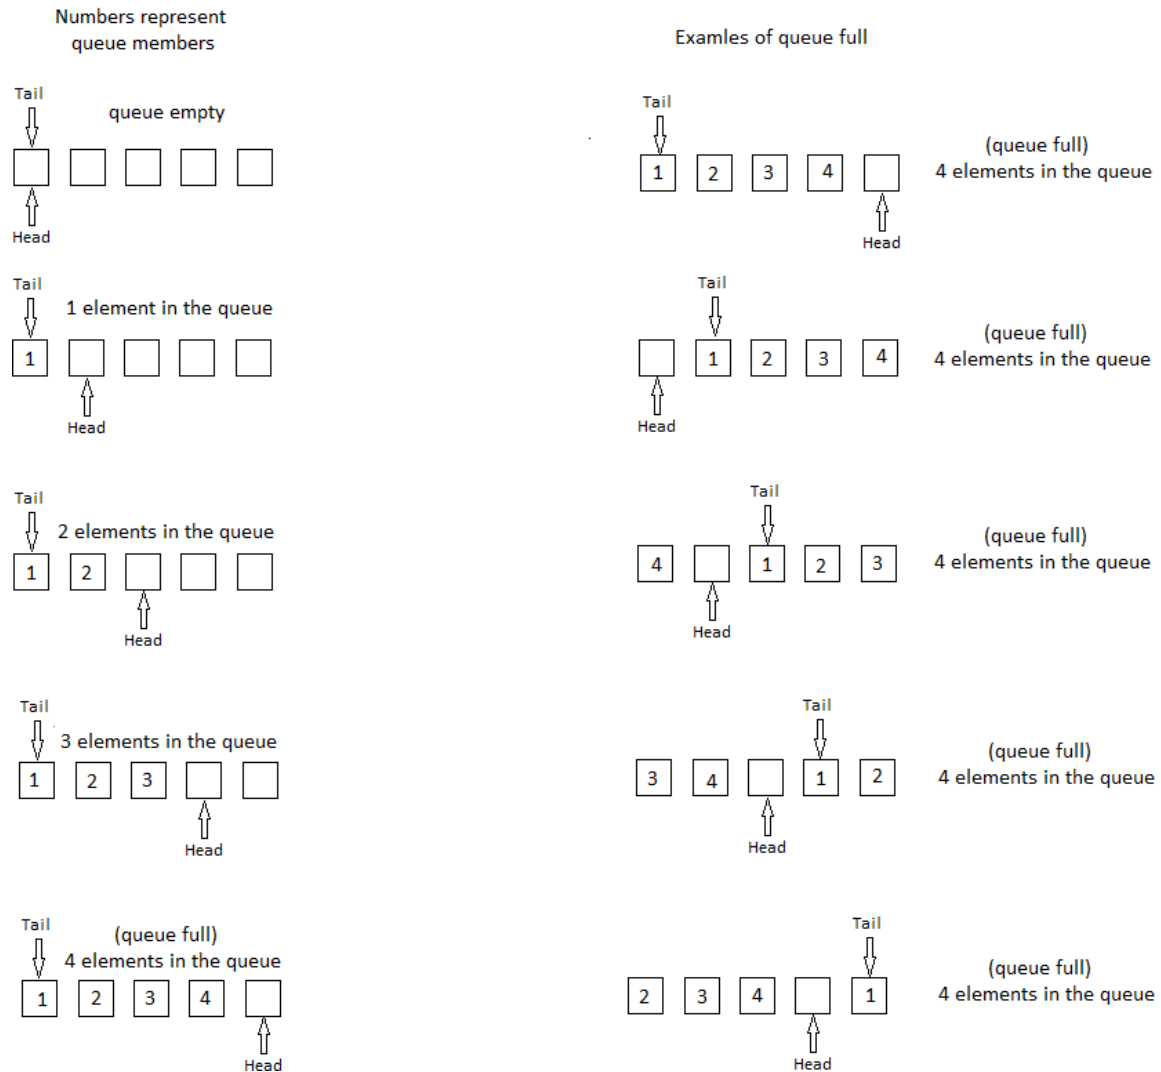 Numbers represent
queue members
Tail
queue empty
Head
Tail
1 element in the queue
1
Head
Tail
2 elements in the queue
1 2
Head
Tail
3 elements in the queue
1 2 3
Head
Tail
(queue full)
4 elements in the queue
1 2 3 4
Head
Examles of queue full
Tail
(queue full)
1 2 3 4 4 elements in the queue
Head
Tail
(queue full)
1 2 3 4 4 elements in the queue
Head
Tail
(queue full)
4 1 2 3 4 elements in the queue
Head
Tail
(queue full)
3 4 1 2 4 elements in the queue
Head
Tail
(queue full)
2 3 4 1 4 elements in the queue
Head